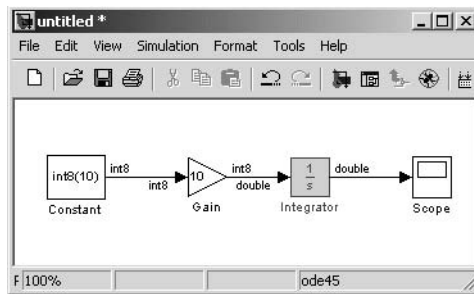 untitled *
File Edit View Simulation Format Tools Help
int8(10) int8 int8 10 int8 double 1 s double
Constant Gain Integrator Scope
F 100% ode45